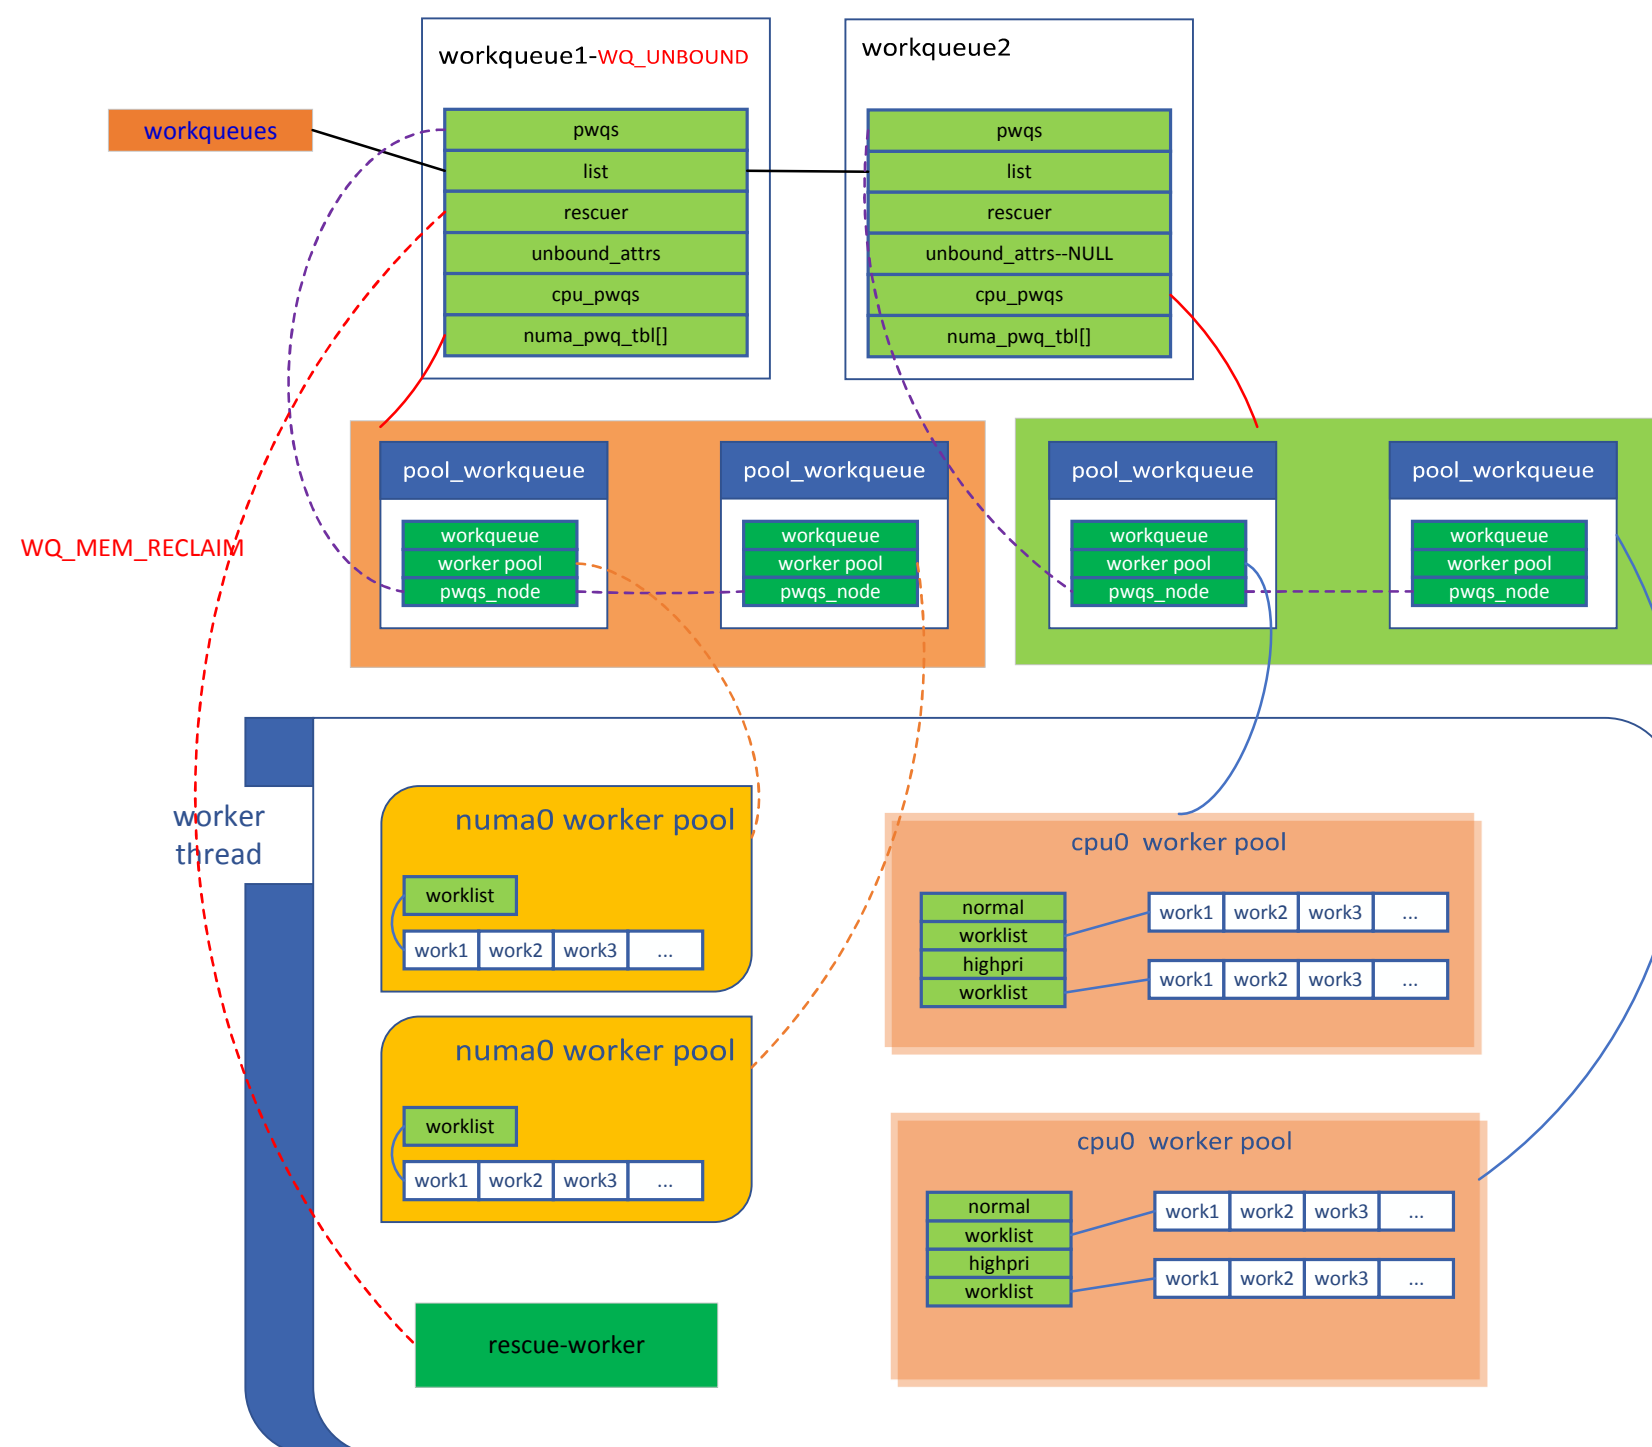 workqueue1-WQ_UNBOUND
workqueue2
workqueues
pwqs
list
rescuer
unbound_attrs
cpu_pwqs
numa_pwq_tbl[]
pwqs
list
rescuer
unbound_attrs--NULL
cpu_pwqs
numa_pwq_tbl[]
pool_workqueue
workqueue
worker pool
pwqs_node
pool_workqueue
workqueue
worker pool
pwqs_node
pool_workqueue
workqueue
worker pool
pwqs_node
pool_workqueue
workqueue
worker pool
pwqs_node
WQ_MEM_RECLAIM
worker
thread
numa0 worker pool
worklist
work1 work2 work3 ...
numa0 worker pool
worklist
work1 work2 work3 ...
rescue-worker
cpu0 worker pool
normal
worklist
highpri
worklist
work1 work2 work3 ...
work1 work2 work3 ...
cpu0 worker pool
normal
worklist
highpri
worklist
work1 work2 work3 ...
work1 work2 work3 ...